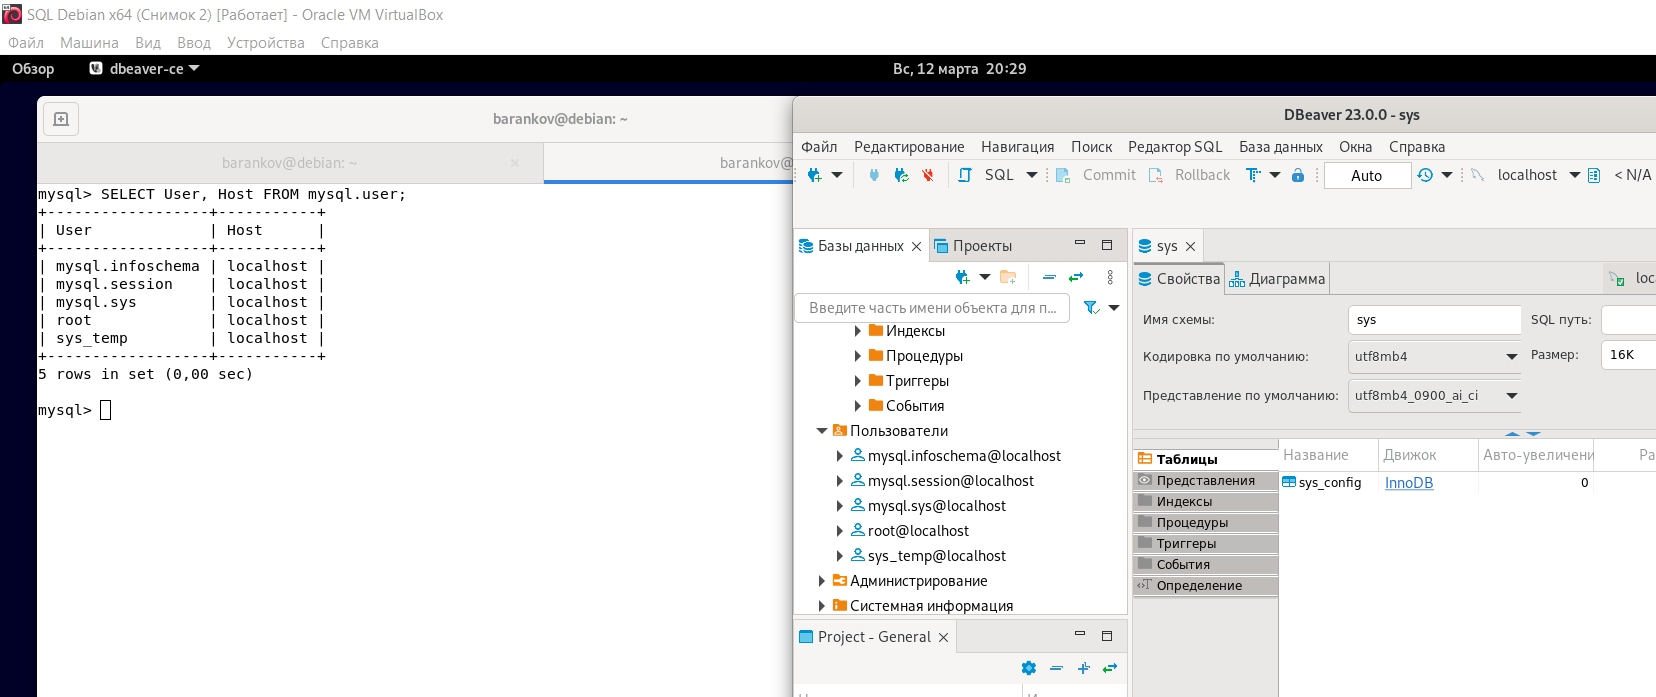 SQL Debian x64 (Снимок 2) [Работает] - Oracle VM VirtualBox
Файл Машина Вид Ввод Устройства Справка
Обзор dbeaver-ce Вс, 12 марта 20:29
barankov@debian: ~
barankov@debian: ~ × barankov@
mysql> SELECT User, Host FROM mysql.user;
+------------------+-----------+
| User             | Host      |
+------------------+-----------+
| mysql.infoschema | localhost |
| mysql.session    | localhost |
| mysql.sys        | localhost |
| root             | localhost |
| sys_temp         | localhost |
+------------------+-----------+
5 rows in set (0,00 sec)
mysql>
DBeaver 23.0.0 - sys
Файл Редактирование Навигация Поиск Редактор SQL База данных Окна Справка
SQL Commit Rollback Auto localhost < N/A
Базы данных Проекты
Введите часть имени объекта для п...
Индексы
Процедуры
Триггеры
События
Пользователи
mysql.infoschema@localhost
mysql.session@localhost
mysql.sys@localhost
root@localhost
sys_temp@localhost
Администрирование
Системная информация
Project - General
sys
Свойства Диаграмма loc
Имя схемы: sys SQL путь:
Кодировка по умолчанию: utf8mb4 Размер: 16K
Представление по умолчанию: utf8mb4_0900_ai_ci
Таблицы
Представления
Индексы
Процедуры
Триггеры
События
Определение
Название Движок Авто-увеличени Ра
sys_config InnoDB 0